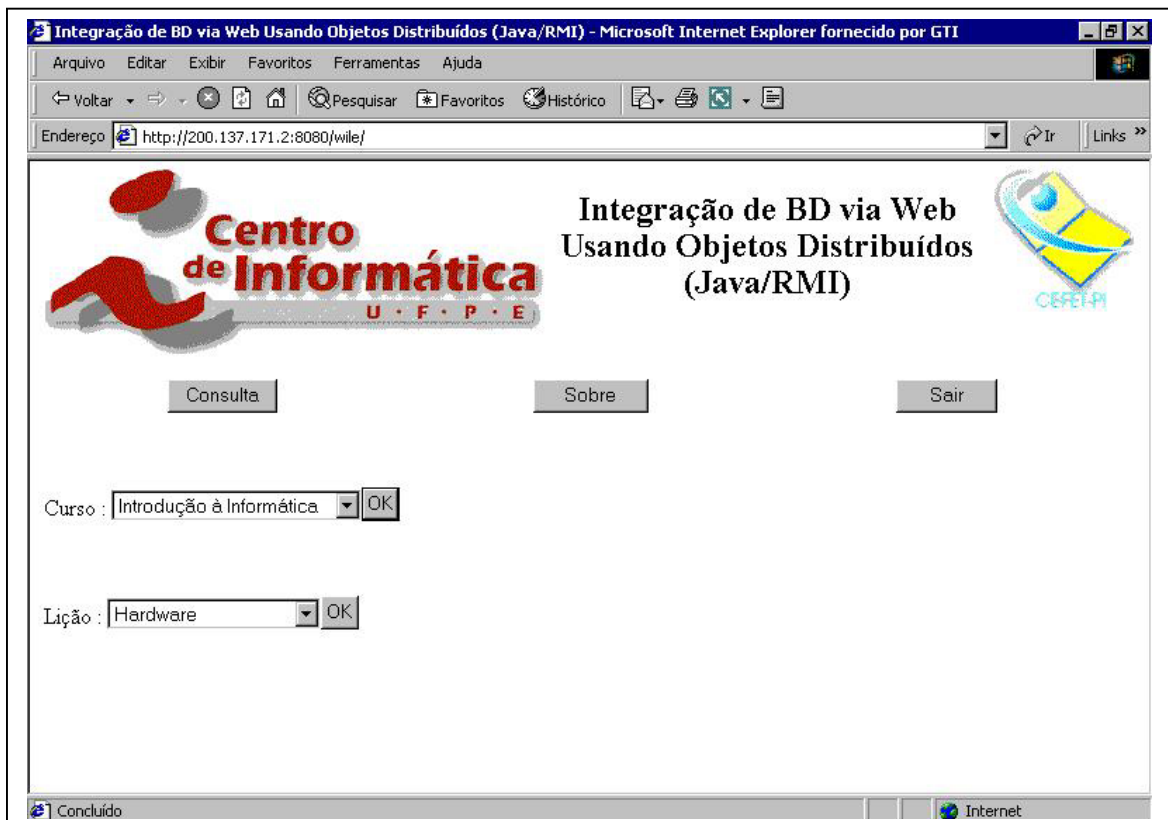 Integração de BD via Web Usando Objetos Distribuídos (Java/RMI) - Microsoft Internet Explorer fornecido por GTI
Arquivo Editar Exibir Favoritos Ferramentas Ajuda
Voltar Pesquisar Favoritos Histórico
Endereço http://200.137.171.2:8080/wile/ Ir Links »
Centro
de Informática
U · F · P · E
Integração de BD via Web
Usando Objetos Distribuídos
(Java/RMI)
CEFET-PI
Consulta Sobre Sair
Curso : Introdução à Informática OK
Lição : Hardware OK
Concluído Internet